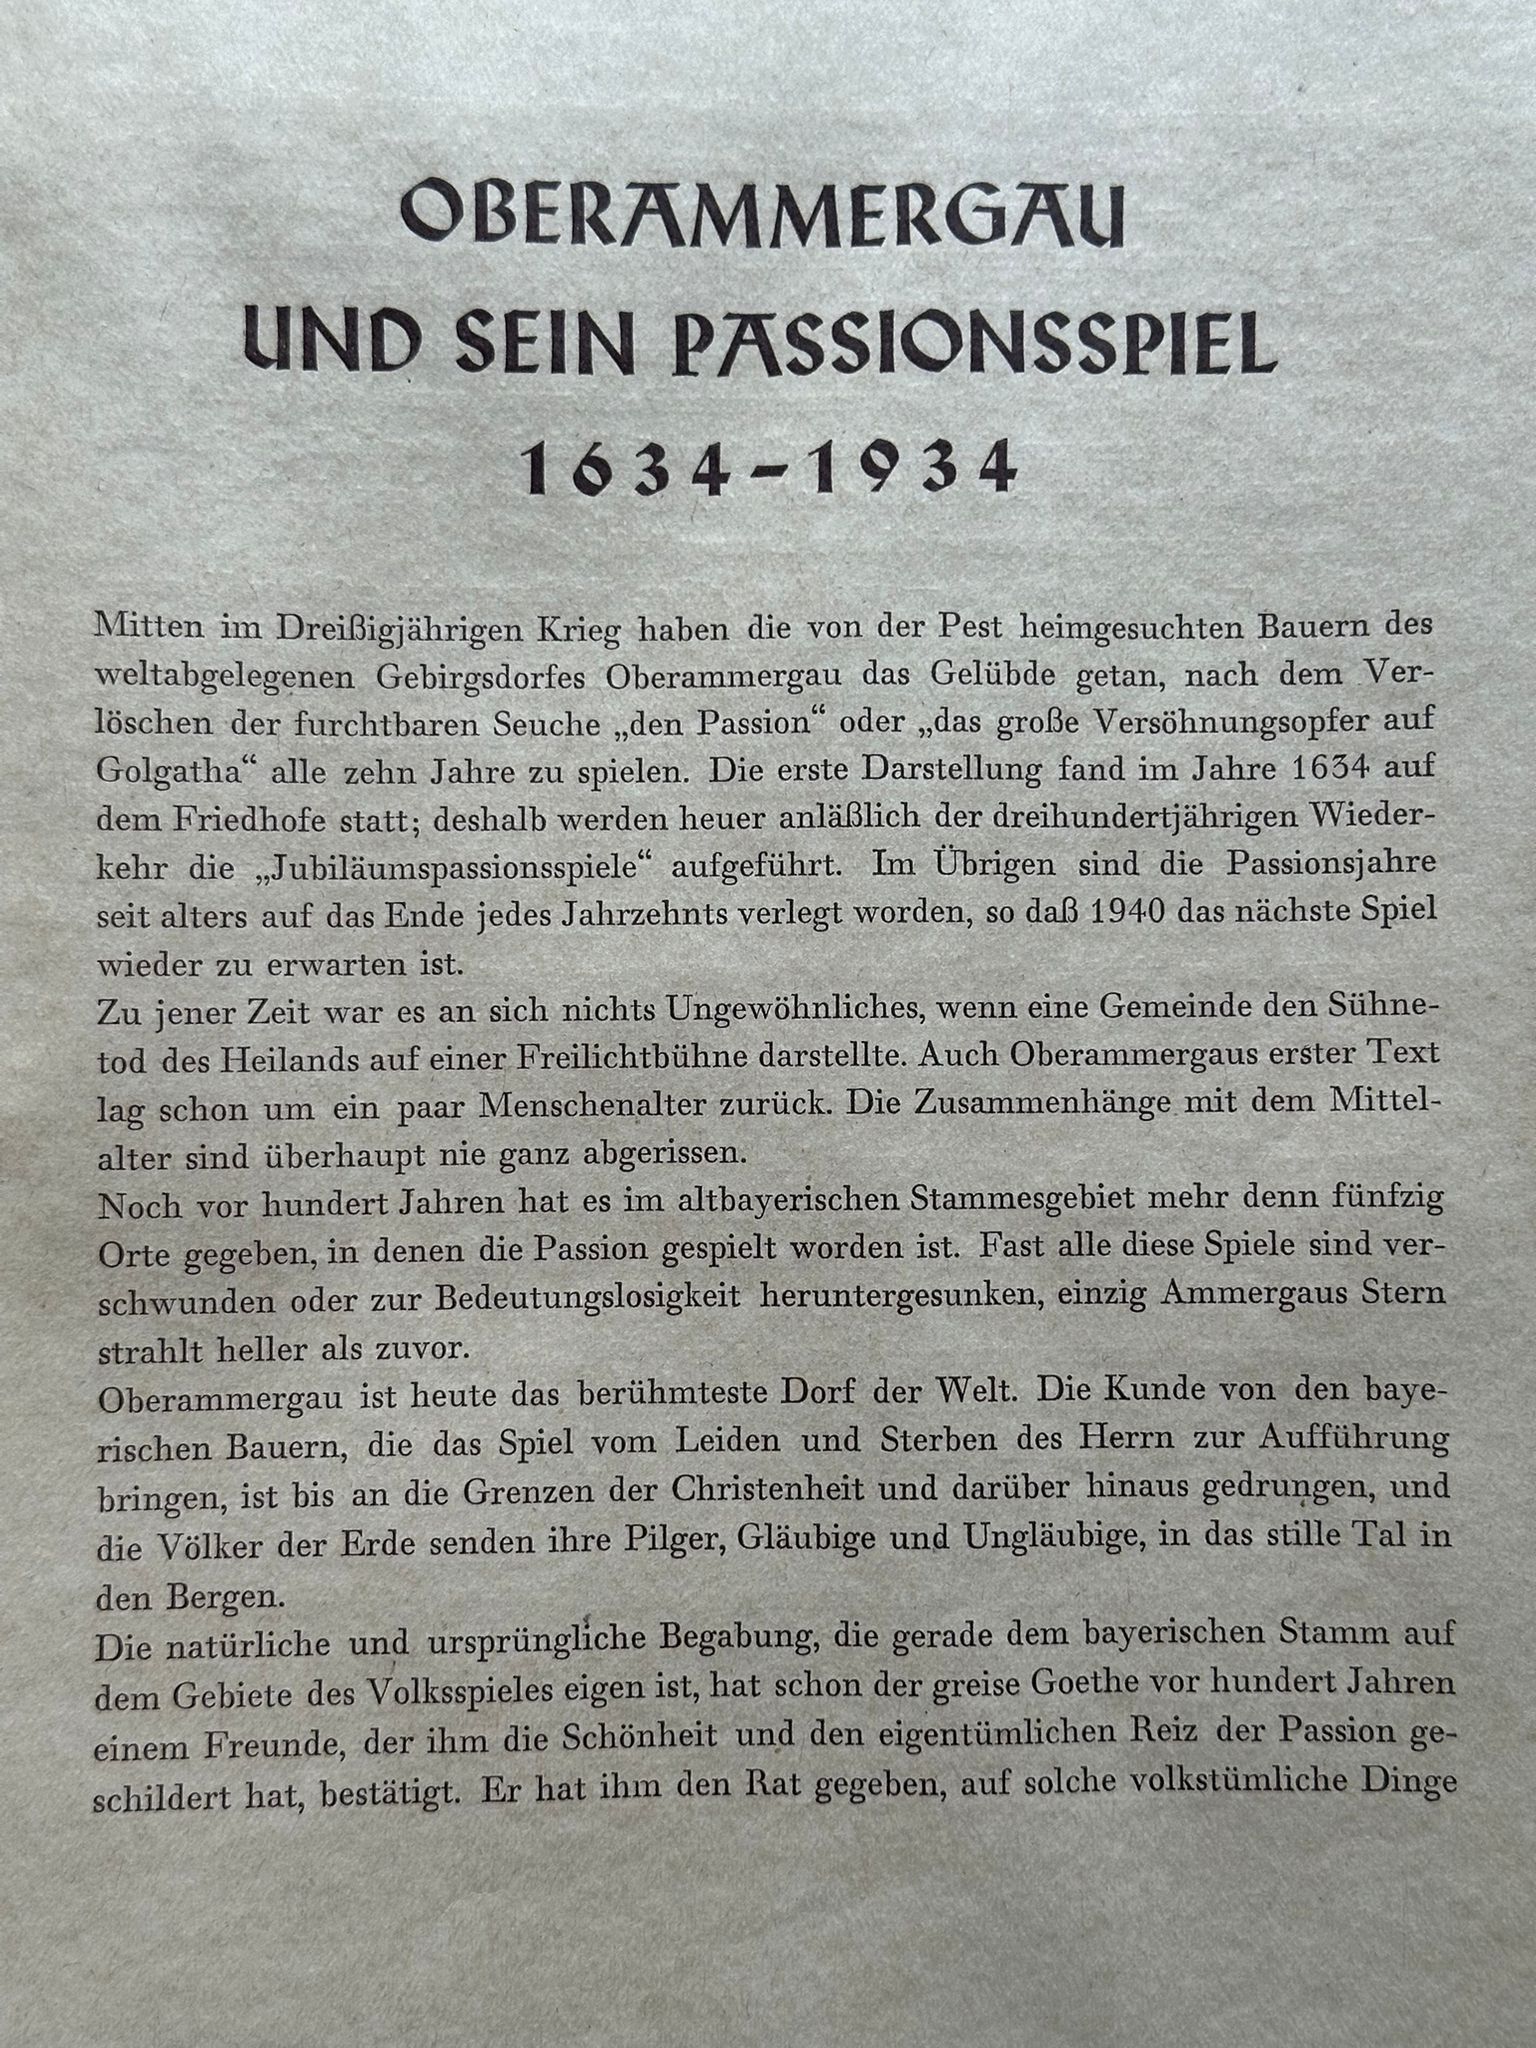 OBERAMMERGAU
UND SEIN PASSIONSSPIEL
1634-1934
Mitten im Dreißigjährigen Krieg haben die von der Pest heimgesuchten Bauern des
weltabgelegenen Gebirgsdorfes Oberammergau das Gelübde getan, nach dem Ver-
löschen der furchtbaren Seuche „den Passion“ oder „das große Versöhnungsopfer auf
Golgatha“ alle zehn Jahre zu spielen. Die erste Darstellung fand im Jahre 1634 auf
dem Friedhofe statt; deshalb werden heuer anläßlich der dreihundertjährigen Wieder-
kehr die „Jubiläumspassionsspiele“ aufgeführt. Im Übrigen sind die Passionsjahre
seit alters auf das Ende jedes Jahrzehnts verlegt worden, so daß 1940 das nächste Spiel
wieder zu erwarten ist.
Zu jener Zeit war es an sich nichts Ungewöhnliches, wenn eine Gemeinde den Sühne-
tod des Heilands auf einer Freilichtbühne darstellte. Auch Oberammergaus erster Text
lag schon um ein paar Menschenalter zurück. Die Zusammenhänge mit dem Mittel-
alter sind überhaupt nie ganz abgerissen.
Noch vor hundert Jahren hat es im altbayerischen Stammesgebiet mehr denn fünfzig
Orte gegeben, in denen die Passion gespielt worden ist. Fast alle diese Spiele sind ver-
schwunden oder zur Bedeutungslosigkeit heruntergesunken, einzig Ammergaus Stern
strahlt heller als zuvor.
Oberammergau ist heute das berühmteste Dorf der Welt. Die Kunde von den baye-
rischen Bauern, die das Spiel vom Leiden und Sterben des Herrn zur Aufführung
bringen, ist bis an die Grenzen der Christenheit und darüber hinaus gedrungen, und
die Völker der Erde senden ihre Pilger, Gläubige und Ungläubige, in das stille Tal in
den Bergen.
Die natürliche und ursprüngliche Begabung, die gerade dem bayerischen Stamm auf
dem Gebiete des Volksspieles eigen ist, hat schon der greise Goethe vor hundert Jahren
einem Freunde, der ihm die Schönheit und den eigentümlichen Reiz der Passion ge-
schildert hat, bestätigt. Er hat ihm den Rat gegeben, auf solche volkstümliche Dinge